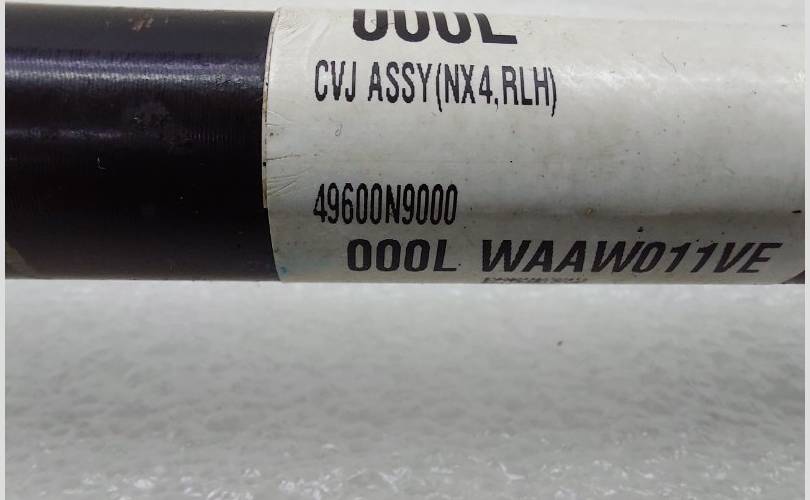 000L
CVJ ASSY(NX4,RLH)
49600N9000
000L WAAW011VE